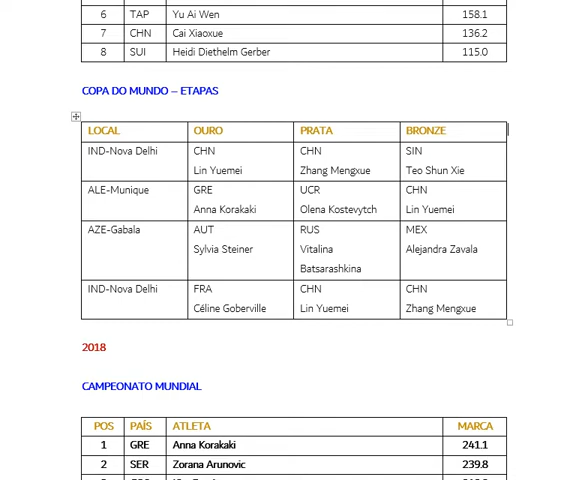 6 TAP Yu Ai Wen 158.1
7 CHN Cai Xiaoxue 136.2
8 SUI Heidi Diethelm Gerber 115.0
COPA DO MUNDO – ETAPAS
LOCAL OURO PRATA BRONZE
IND-Nova Delhi CHN CHN SIN
Lin Yuemei Zhang Mengxue Teo Shun Xie
ALE-Munique GRE UCR CHN
Anna Korakaki Olena Kostevytch Lin Yuemei
AZE-Gabala AUT RUS MEX
Sylvia Steiner Vitalina Alejandra Zavala
Batsarashkina
IND-Nova Delhi FRA CHN CHN
Céline Goberville Lin Yuemei Zhang Mengxue
2018
CAMPEONATO MUNDIAL
POS PAÍS ATLETA MARCA
1 GRE Anna Korakaki 241.1
2 SER Zorana Arunovic 239.8